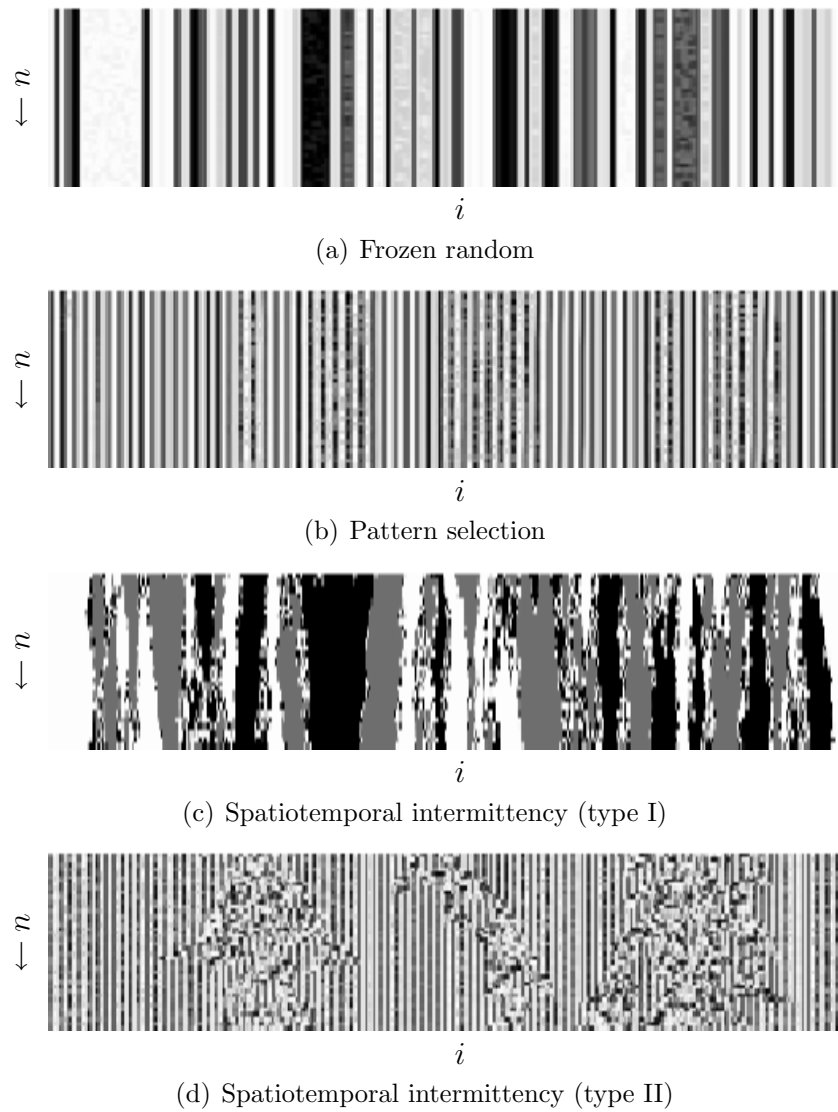 ← n
i
(a) Frozen random
← n
i
(b) Pattern selection
← n
i
(c) Spatiotemporal intermittency (type I)
← n
i
(d) Spatiotemporal intermittency (type II)